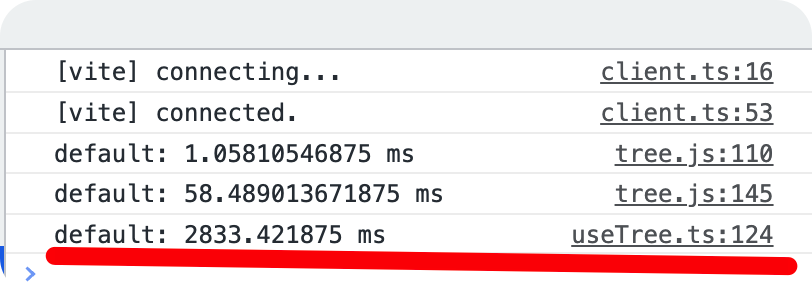 [vite] connecting... client.ts:16
[vite] connected. client.ts:53
default: 1.05810546875 ms tree.js:110
default: 58.489013671875 ms tree.js:145
default: 2833.421875 ms useTree.ts:124